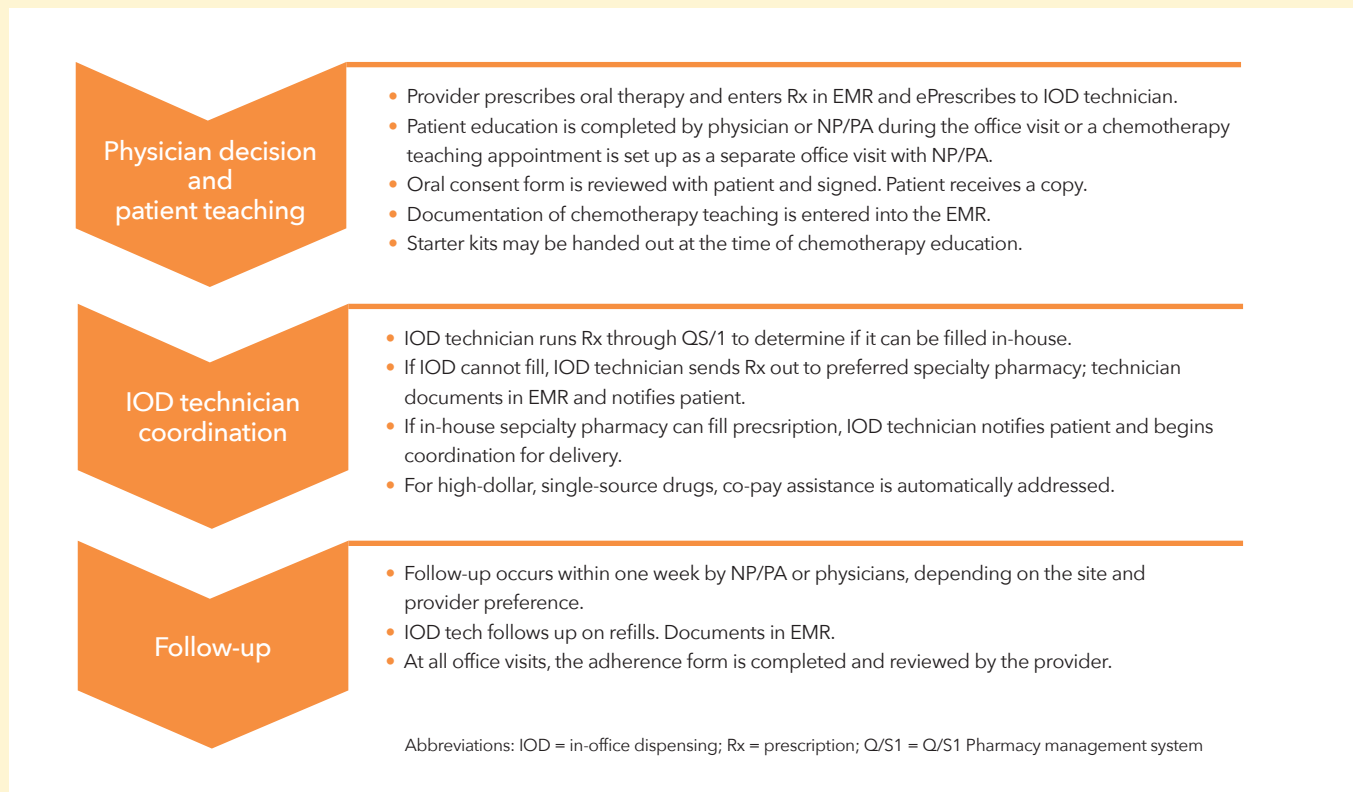 Physician decision
and
patient teaching
• Provider prescribes oral therapy and enters Rx in EMR and ePrescribes to IOD technician.
• Patient education is completed by physician or NP/PA during the office visit or a chemotherapy
teaching appointment is set up as a separate office visit with NP/PA.
• Oral consent form is reviewed with patient and signed. Patient receives a copy.
• Documentation of chemotherapy teaching is entered into the EMR.
• Starter kits may be handed out at the time of chemotherapy education.
IOD technician
coordination
• IOD technician runs Rx through QS/1 to determine if it can be filled in-house.
• If IOD cannot fill, IOD technician sends Rx out to preferred specialty pharmacy; technician
documents in EMR and notifies patient.
• If in-house sepcialty pharmacy can fill precsription, IOD technician notifies patient and begins
coordination for delivery.
• For high-dollar, single-source drugs, co-pay assistance is automatically addressed.
Follow-up
• Follow-up occurs within one week by NP/PA or physicians, depending on the site and
provider preference.
• IOD tech follows up on refills. Documents in EMR.
• At all office visits, the adherence form is completed and reviewed by the provider.
Abbreviations: IOD = in-office dispensing; Rx = prescription; Q/S1 = Q/S1 Pharmacy management system